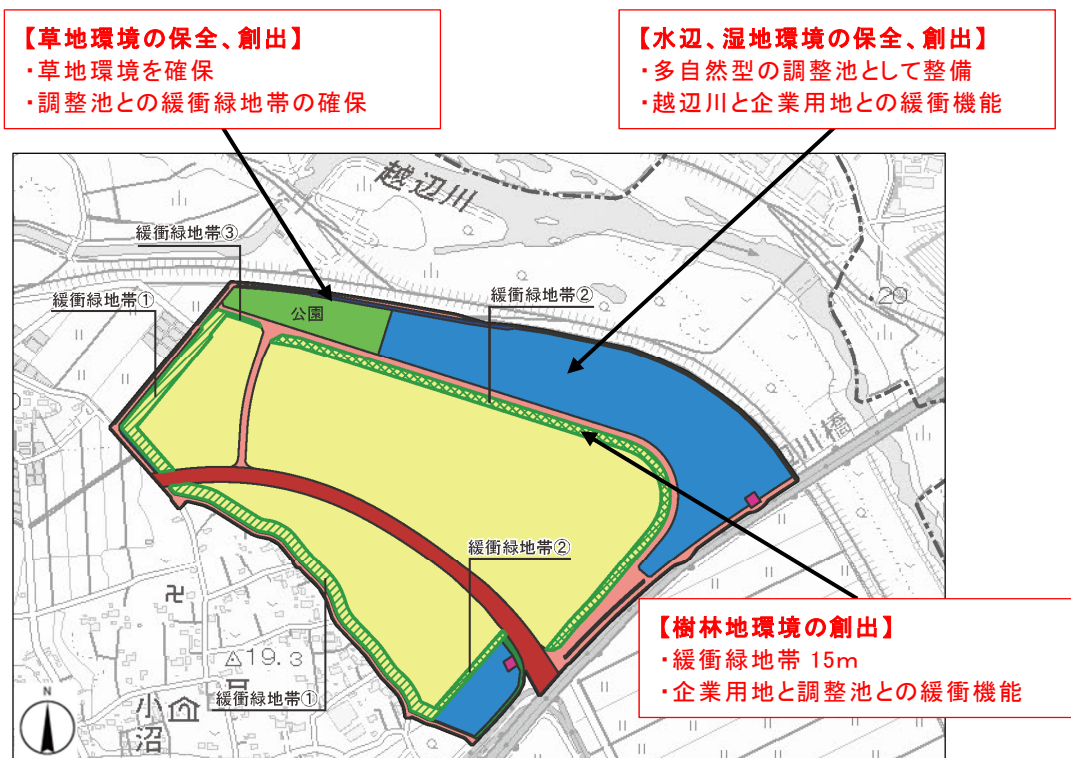 【草地環境の保全、創出】
・草地環境を確保
・調整池との緩衝緑地帯の確保
【水辺、湿地環境の保全、創出】
・多自然型の調整池として整備
・越辺川と企業用地との緩衝機能
越辺川
緩衝緑地帯③
緩衝緑地帯①
公園
緩衝緑地帯②
20
川橋
緩衝緑地帯②
【樹林地環境の創出】
・緩衝緑地帯 15m
・企業用地と調整池との緩衝機能
卍
△19.3
緩衝緑地帯①
小沼
N